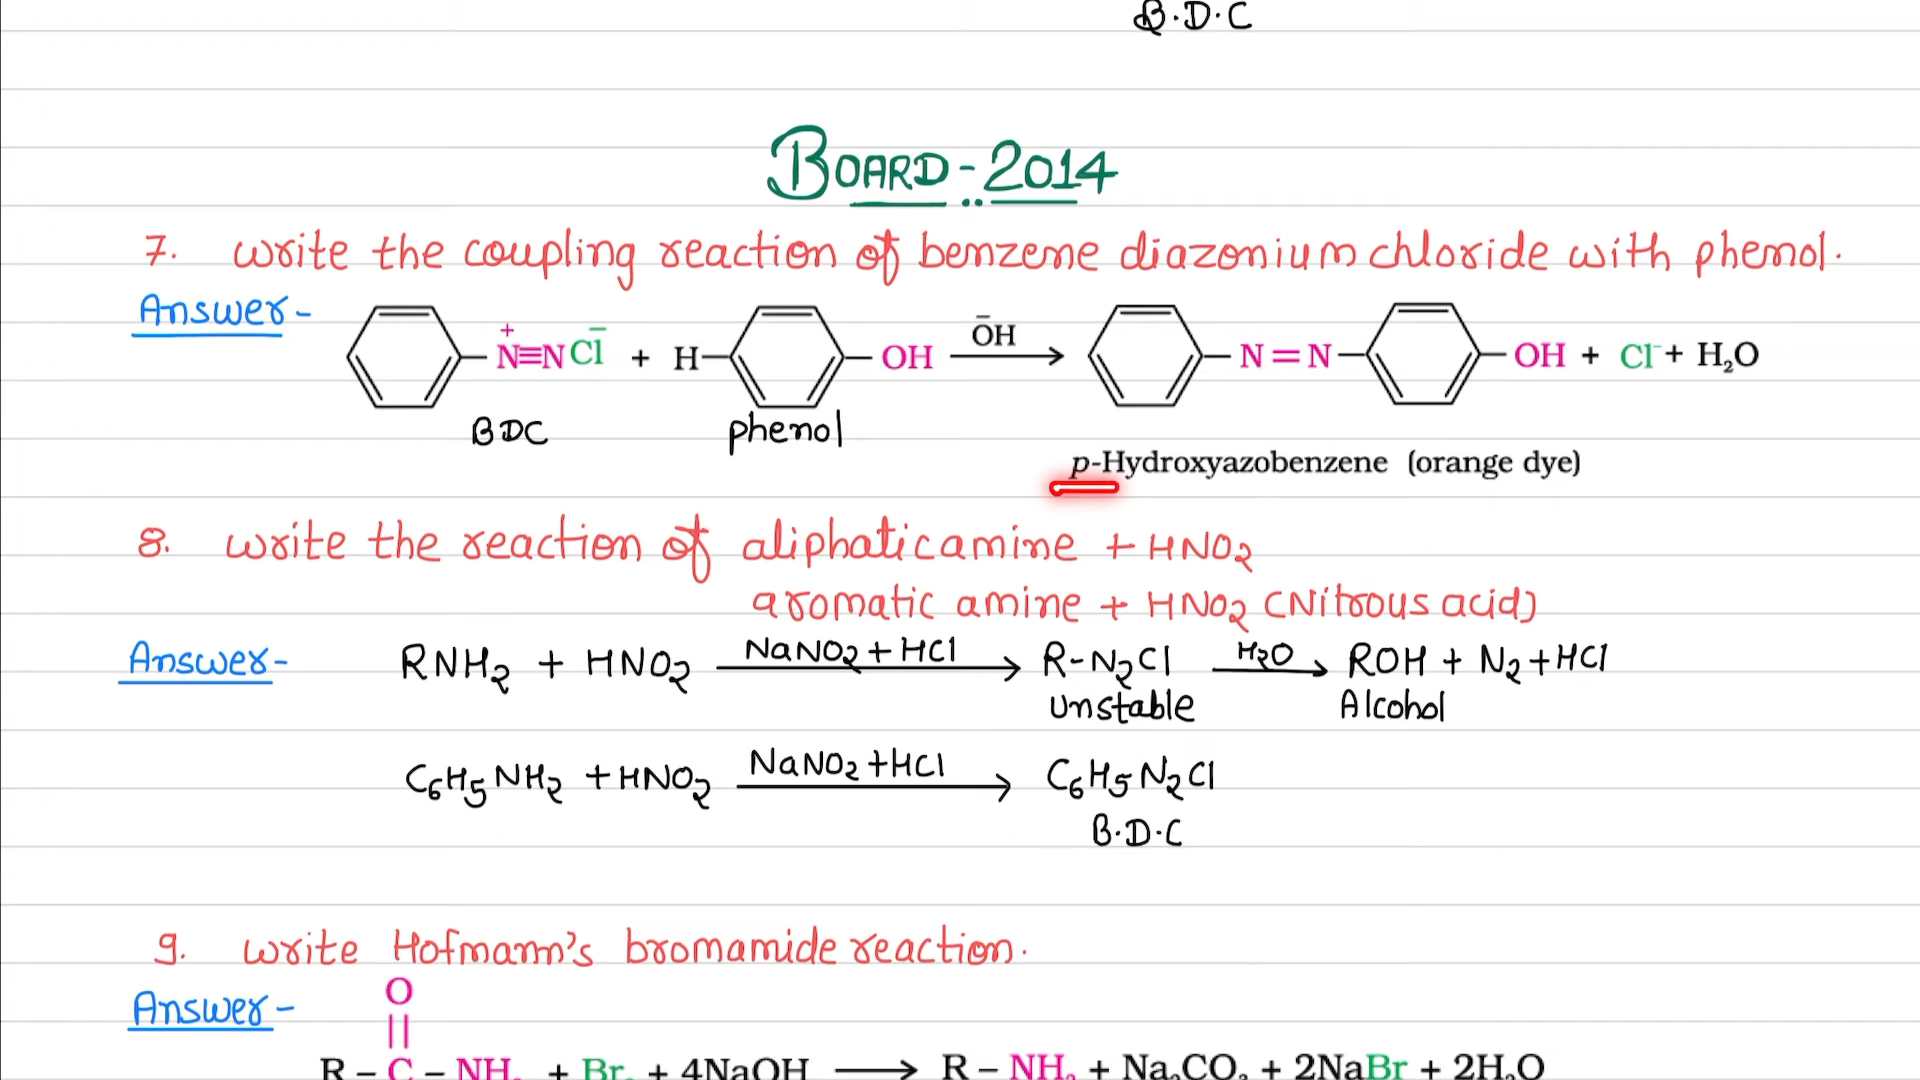 B.D.C
BOARD-2014
7. write the coupling reaction of benzene diazonium chloride with phenol.
Answer-
N⁺≡NCl⁻ + H- -OH —OH⁻→ -N=N- -OH + Cl⁻ + H₂O
BDC phenol
p-Hydroxyazobenzene (orange dye)
8. write the reaction of aliphatic amine + HNO₂
aromatic amine + HNO₂ (Nitrous acid)
Answer- RNH₂ + HNO₂ —NaNO₂+HCl→ R-N₂Cl —H₂O→ ROH + N₂+HCl
Unstable Alcohol
C₆H₅NH₂ +HNO₂ —NaNO₂+HCl→ C₆H₅N₂Cl
B.D.C
9. write Hofmann's bromamide reaction.
Answer-
O
||
R – C – NH₂ + Br₂ + 4NaOH → R – NH₂ + Na₂CO₃ + 2NaBr + 2H₂O